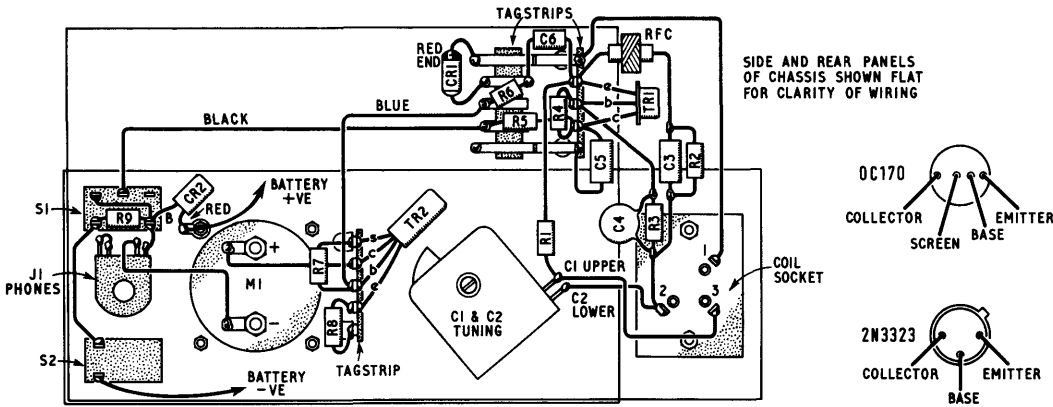 TAGSTRIPS
RFC
RED
END
CR1
C6
R6
R5
R4
e
b
c
TR1
SIDE AND REAR PANELS
OF CHASSIS SHOWN FLAT
FOR CLARITY OF WIRING
BLUE
BLACK
C5
C3
R2
OC170
COLLECTOR
SCREEN
BASE
EMITTER
S1
R9
B
CR2
RED
BATTERY
+VE
TR2
s
c
b
e
R1
C4
R3
J1
PHONES
+
M1
-
R7
R8
C1 UPPER
C2
LOWER
1
2
3
COIL
SOCKET
C1 & C2
TUNING
S2
BATTERY
-VE
TAGSTRIP
2N3323
COLLECTOR
EMITTER
BASE